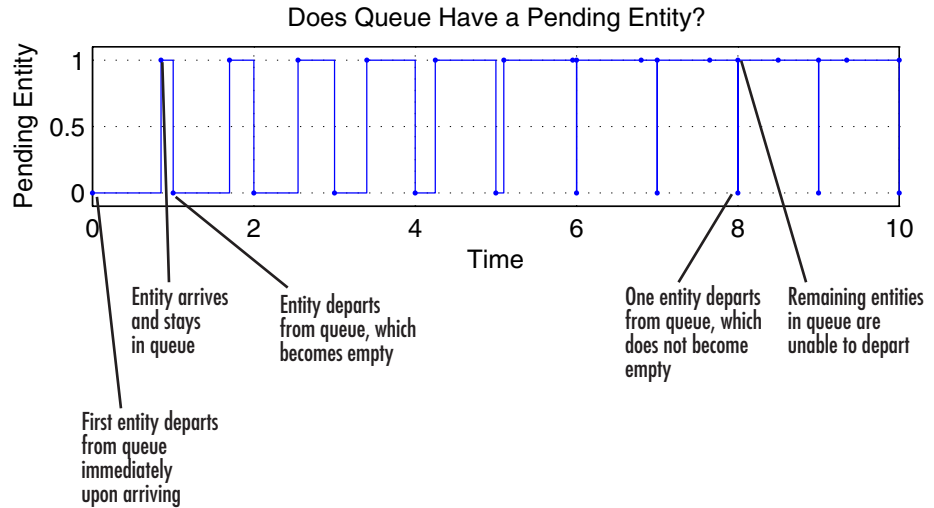 Does Queue Have a Pending Entity?
Pending Entity
1
0.5
0
0 2 4 6 8 10
Time
Entity arrives
and stays
in queue
Entity departs
from queue, which
becomes empty
One entity departs
from queue, which
does not become
empty
Remaining entities
in queue are
unable to depart
First entity departs
from queue
immediately
upon arriving